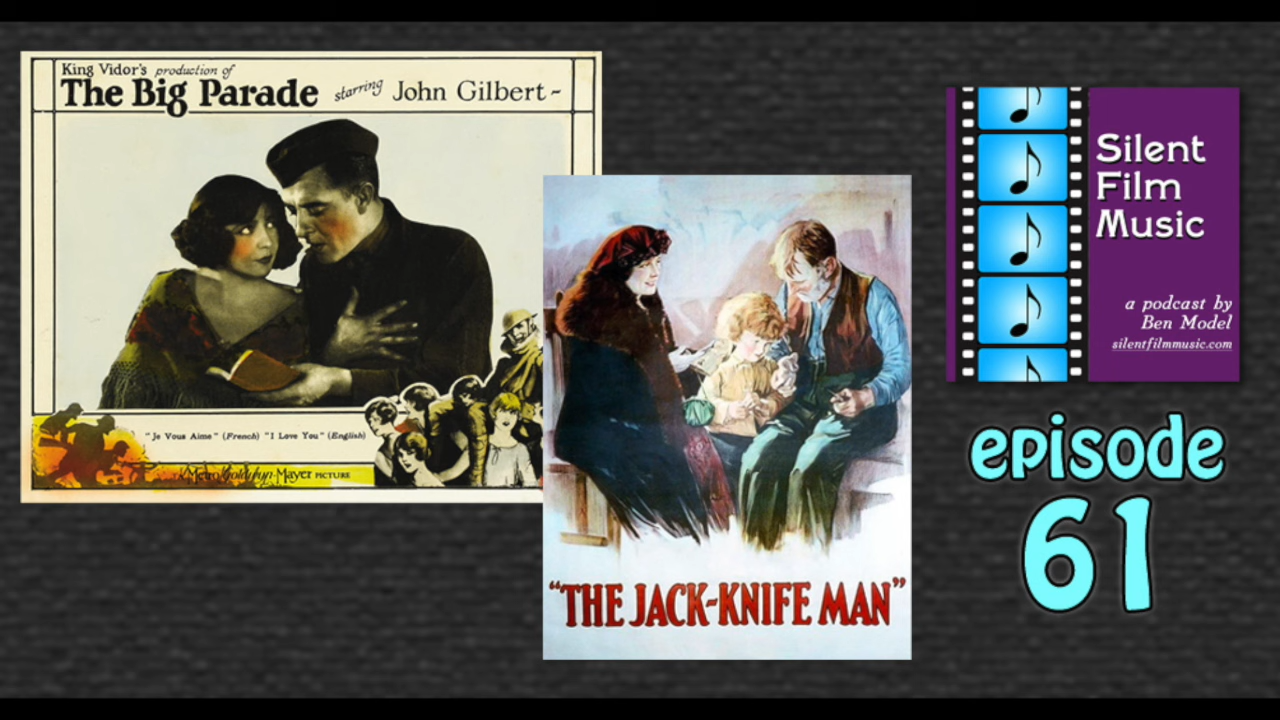 King Vidor's production of
The Big Parade starring John Gilbert~
"Je Vous Aime" (French) "I Love You" (English)
Metro-Goldwyn-Mayer PICTURE
"THE JACK-KNIFE MAN"
Silent
Film
Music
a podcast by
Ben Model
silentfilmmusic.com
episode
61